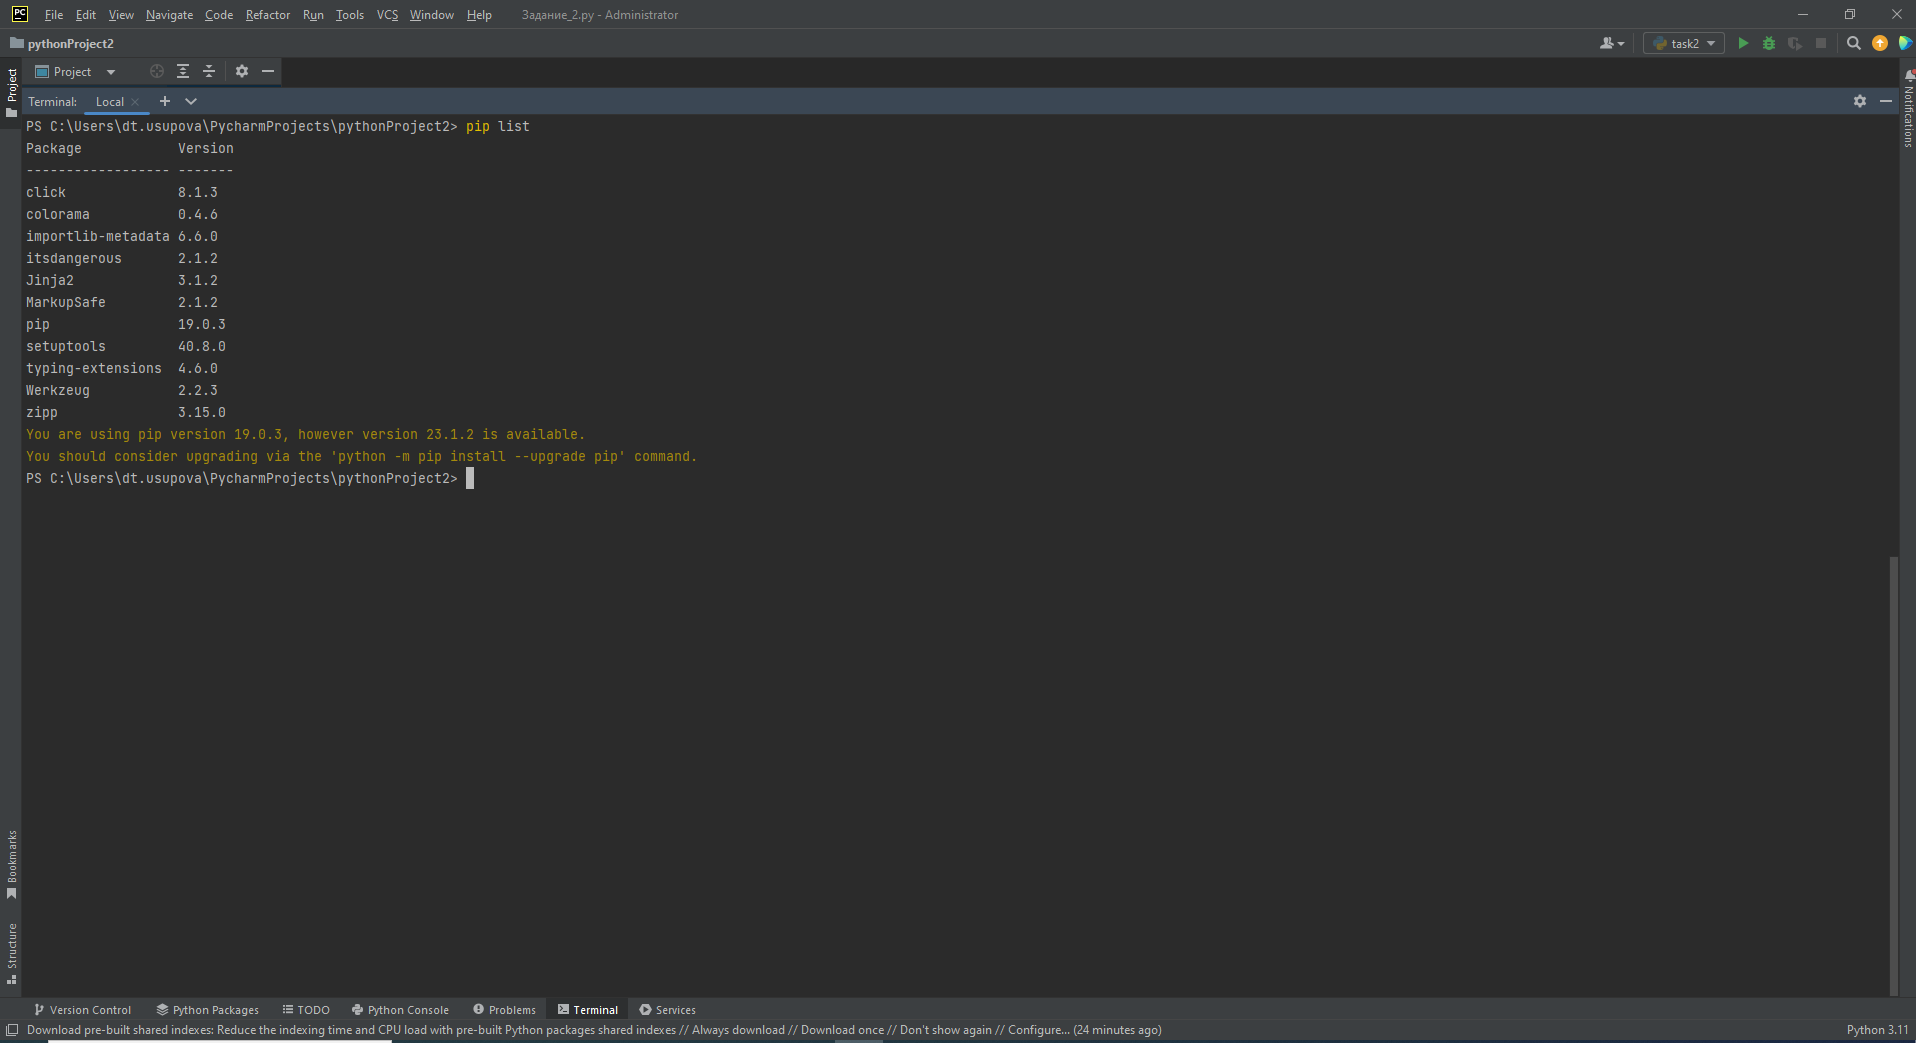 PC File Edit View Navigate Code Refactor Run Tools VCS Window Help Задание_2.py - Administrator
pythonProject2 task2
Project
Project
Terminal: Local
Notifications
PS C:\Users\dt.usupova\PycharmProjects\pythonProject2> pip list
Package Version
------------------ -------
click 8.1.3
colorama 0.4.6
importlib-metadata 6.6.0
itsdangerous 2.1.2
Jinja2 3.1.2
MarkupSafe 2.1.2
pip 19.0.3
setuptools 40.8.0
typing-extensions 4.6.0
Werkzeug 2.2.3
zipp 3.15.0
You are using pip version 19.0.3, however version 23.1.2 is available.
You should consider upgrading via the 'python -m pip install --upgrade pip' command.
PS C:\Users\dt.usupova\PycharmProjects\pythonProject2>
Bookmarks
Structure
Version Control Python Packages TODO Python Console Problems Terminal Services
Download pre-built shared indexes: Reduce the indexing time and CPU load with pre-built Python packages shared indexes // Always download // Download once // Don't show again // Configure... (24 minutes ago) Python 3.11